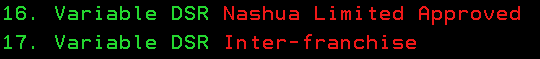 16. Variable DSR Nashua Limited Approved
17. Variable DSR Inter-franchise